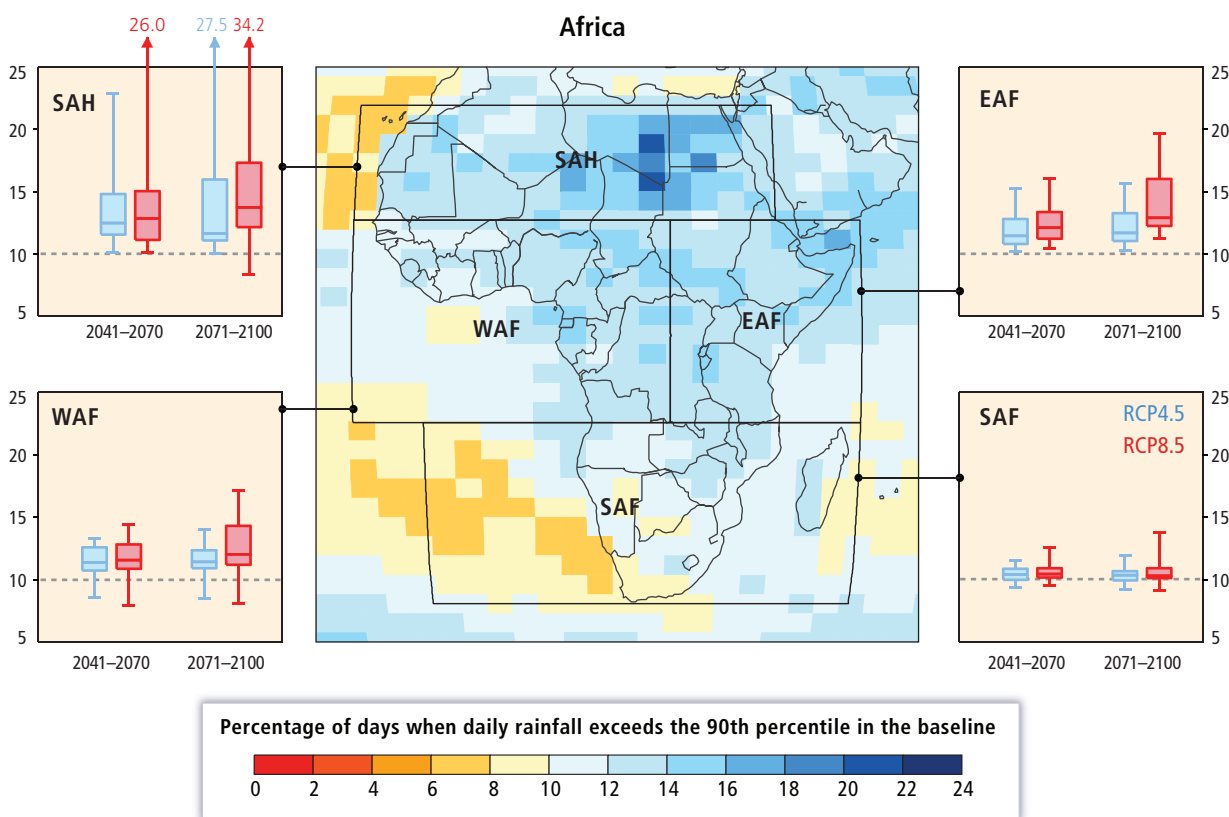 Africa
26.0
27.5 34.2
25
SAH
20
15
10
5
2041–2070
2071–2100
25
WAF
20
15
10
5
2041–2070
2071–2100
SAH
WAF
EAF
SAF
EAF
25
20
15
10
5
2041–2070
2071–2100
SAF
RCP4.5
RCP8.5
25
20
15
10
5
2041–2070
2071–2100
Percentage of days when daily rainfall exceeds the 90th percentile in the baseline
0 2 4 6 8 10 12 14 16 18 20 22 24